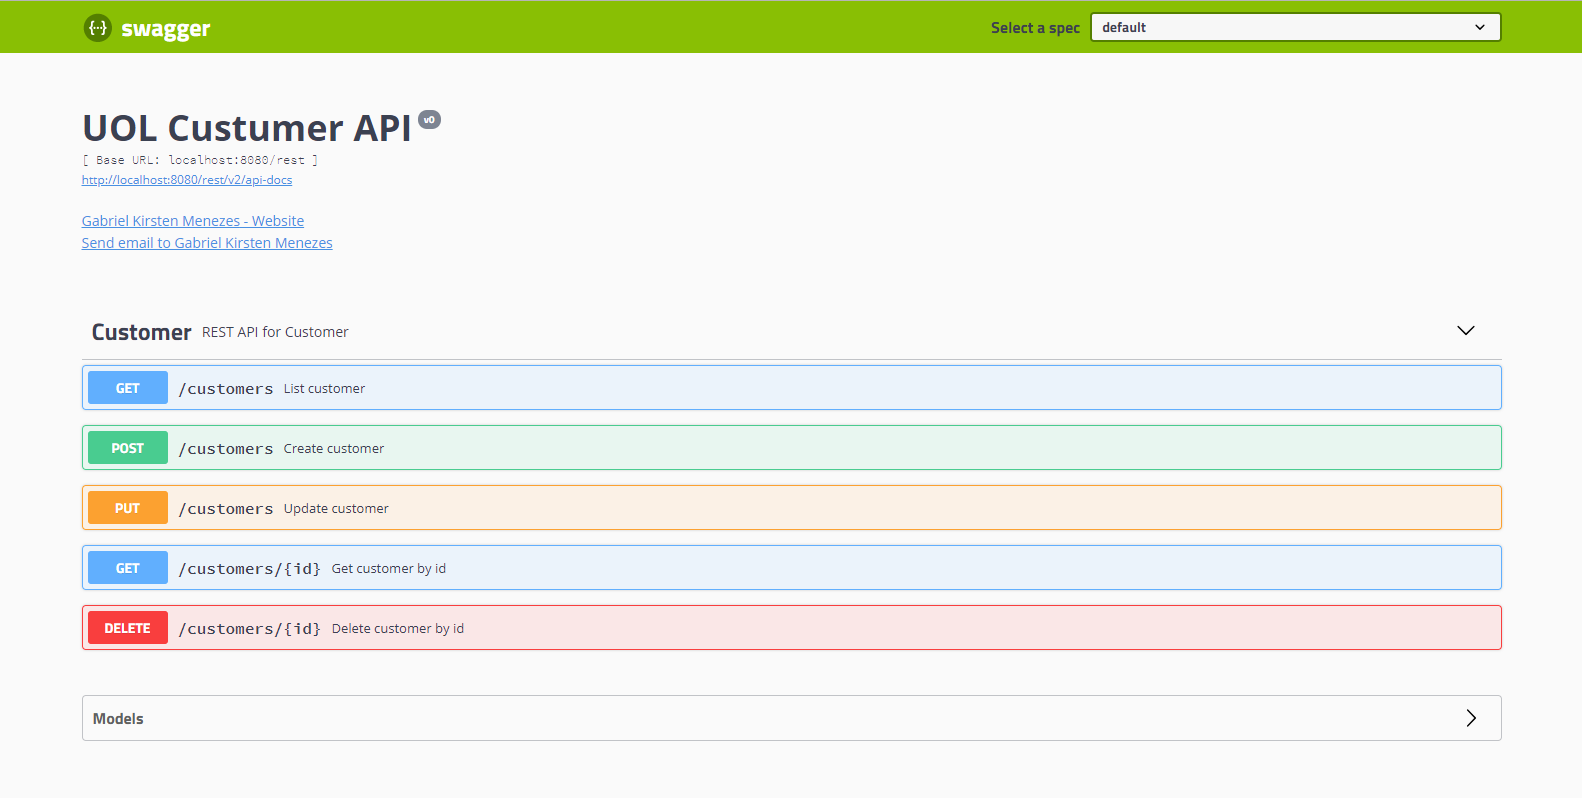 {···} swagger
Select a spec default
UOL Custumer API v0
[ Base URL: localhost:8080/rest ]
http://localhost:8080/rest/v2/api-docs
Gabriel Kirsten Menezes - Website
Send email to Gabriel Kirsten Menezes
Customer REST API for Customer
GET /customers List customer
POST /customers Create customer
PUT /customers Update customer
GET /customers/{id} Get customer by id
DELETE /customers/{id} Delete customer by id
Models